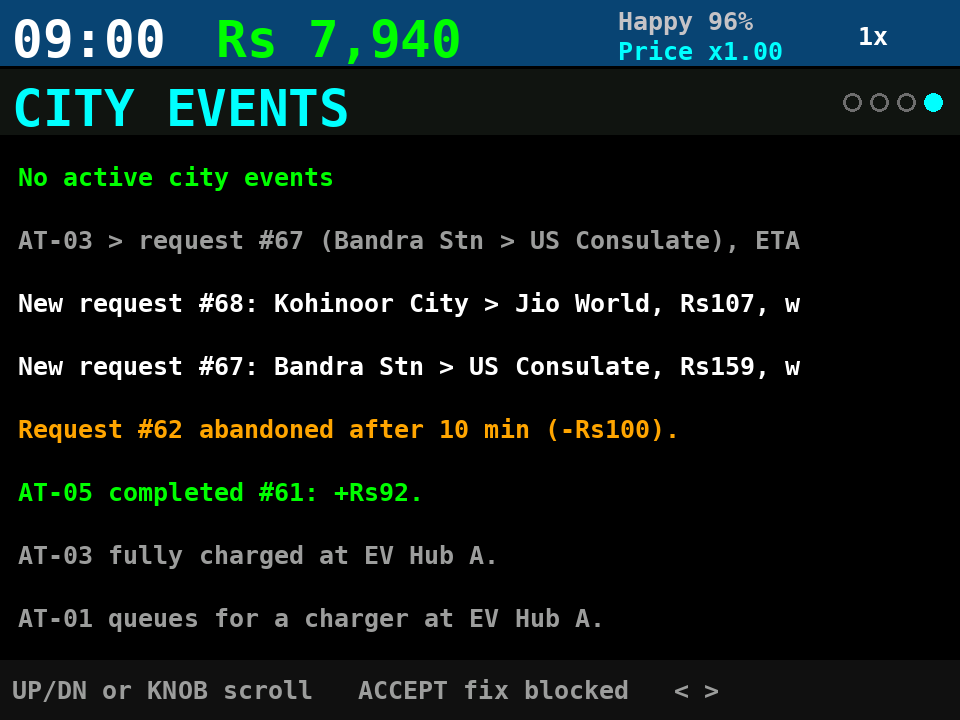 09:00 Rs 7,940 Happy 96% 1x
Price x1.00
CITY EVENTS
No active city events
AT-03 > request #67 (Bandra Stn > US Consulate), ETA
New request #68: Kohinoor City > Jio World, Rs107, w
New request #67: Bandra Stn > US Consulate, Rs159, w
Request #62 abandoned after 10 min (-Rs100).
AT-05 completed #61: +Rs92.
AT-03 fully charged at EV Hub A.
AT-01 queues for a charger at EV Hub A.
UP/DN or KNOB scroll ACCEPT fix blocked < >